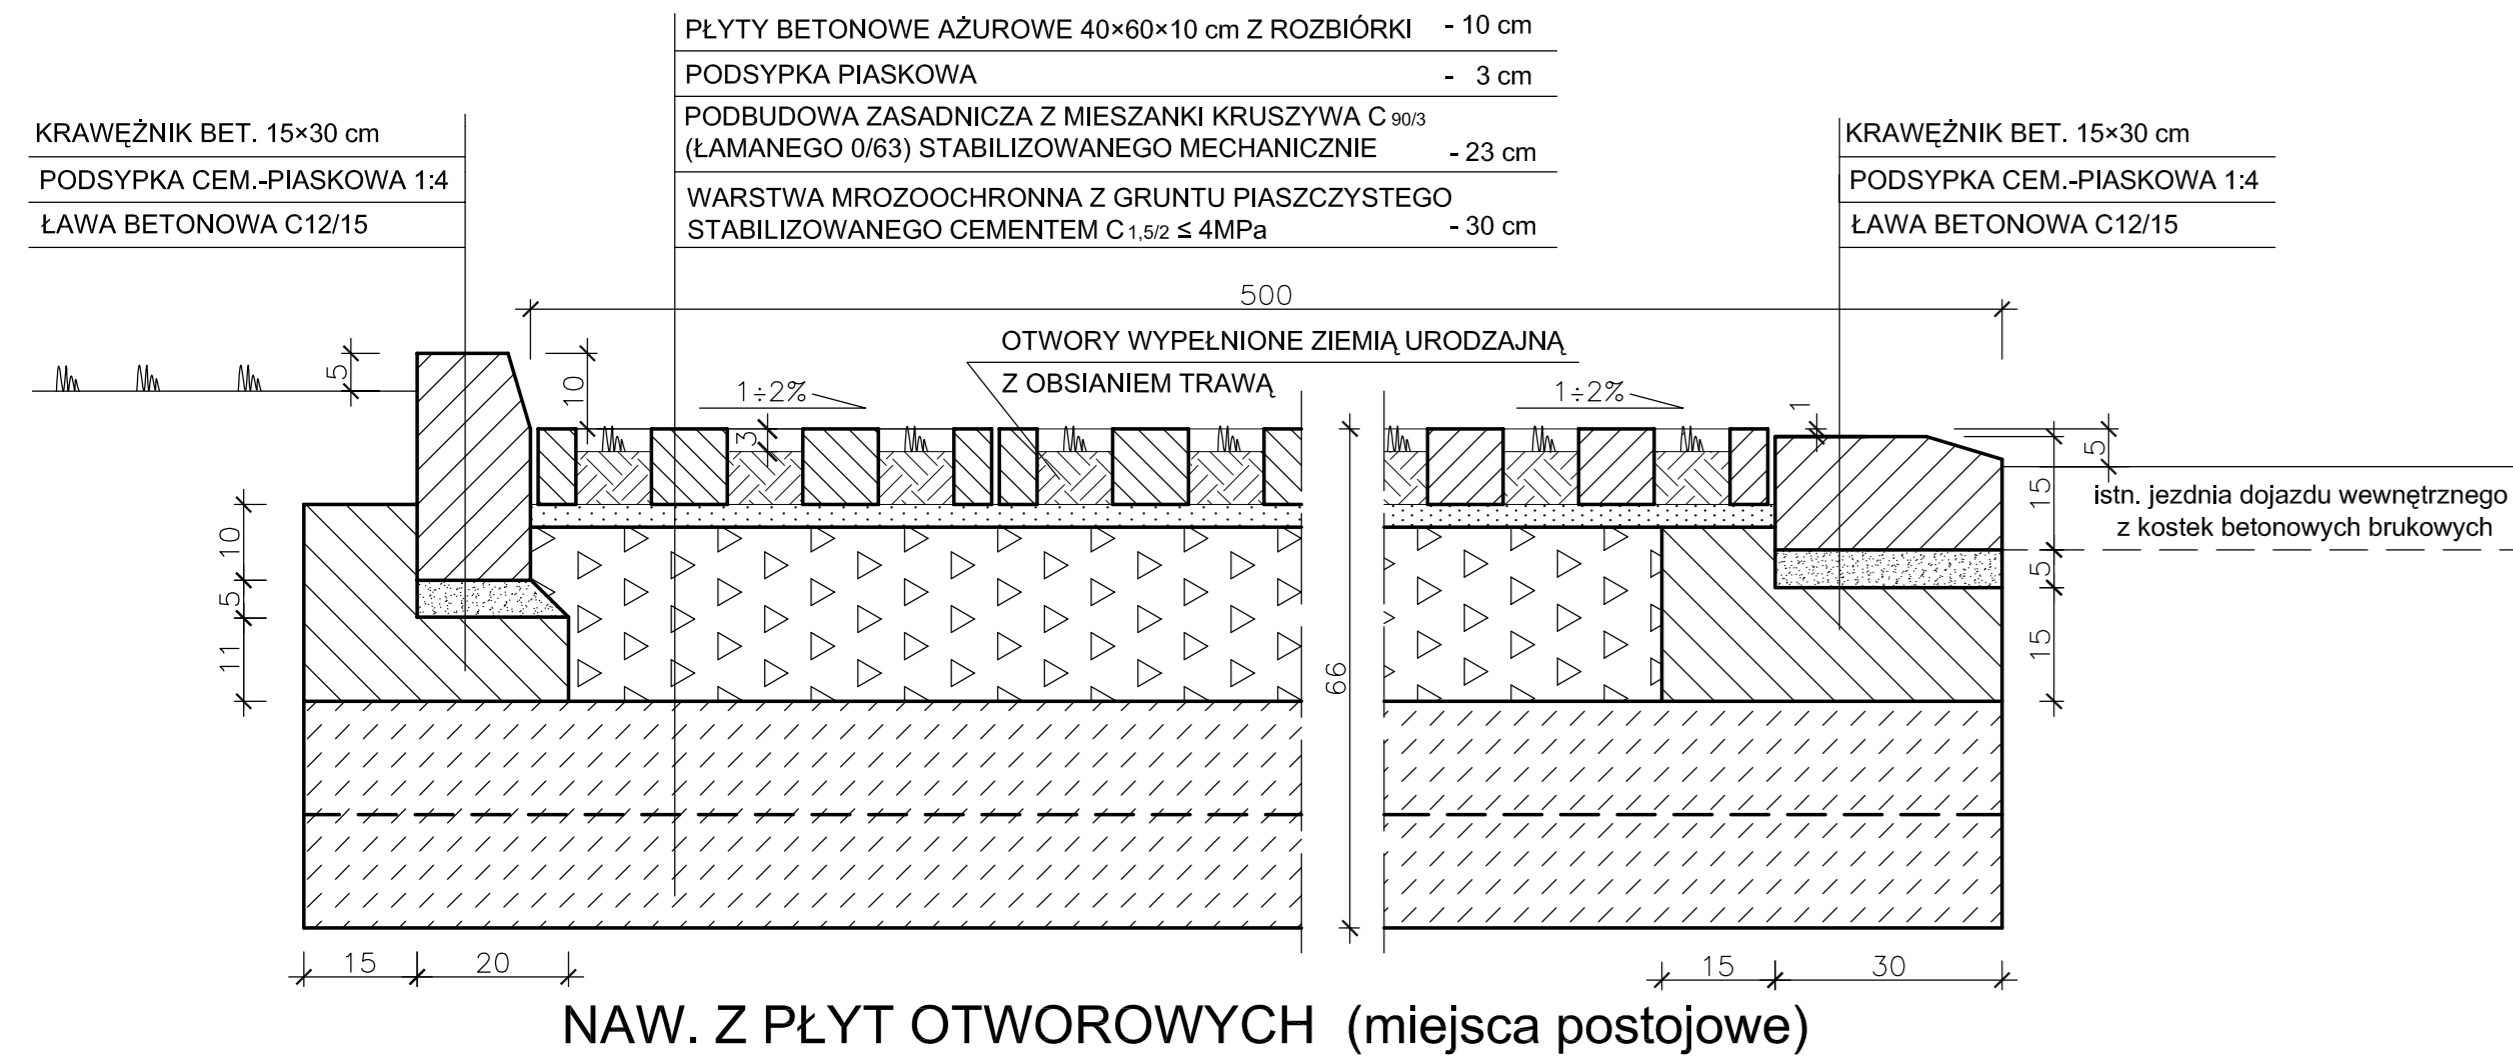 PŁYTY BETONOWE AŻUROWE 40×60×10 cm Z ROZBIÓRKI - 10 cm
PODSYPKA PIASKOWA - 3 cm
PODBUDOWA ZASADNICZA Z MIESZANKI KRUSZYWA C 90/3
(ŁAMANEGO 0/63) STABILIZOWANEGO MECHANICZNIE - 23 cm
WARSTWA MROZOOCHRONNA Z GRUNTU PIASZCZYSTEGO
STABILIZOWANEGO CEMENTEM C 1,5/2 ≤ 4MPa - 30 cm
KRAWĘŻNIK BET. 15×30 cm
PODSYPKA CEM.-PIASKOWA 1:4
ŁAWA BETONOWA C12/15
KRAWĘŻNIK BET. 15×30 cm
PODSYPKA CEM.-PIASKOWA 1:4
ŁAWA BETONOWA C12/15
500
OTWORY WYPEŁNIONE ZIEMIĄ URODZAJNĄ
Z OBSIANIEM TRAWĄ
5
10
1÷2%
3
1÷2%
1
5
istn. jezdnia dojazdu wewnętrznego
z kostek betonowych brukowych
10
5
11
66
15
5
15
15
20
15
30
NAW. Z PŁYT OTWOROWYCH (miejsca postojowe)